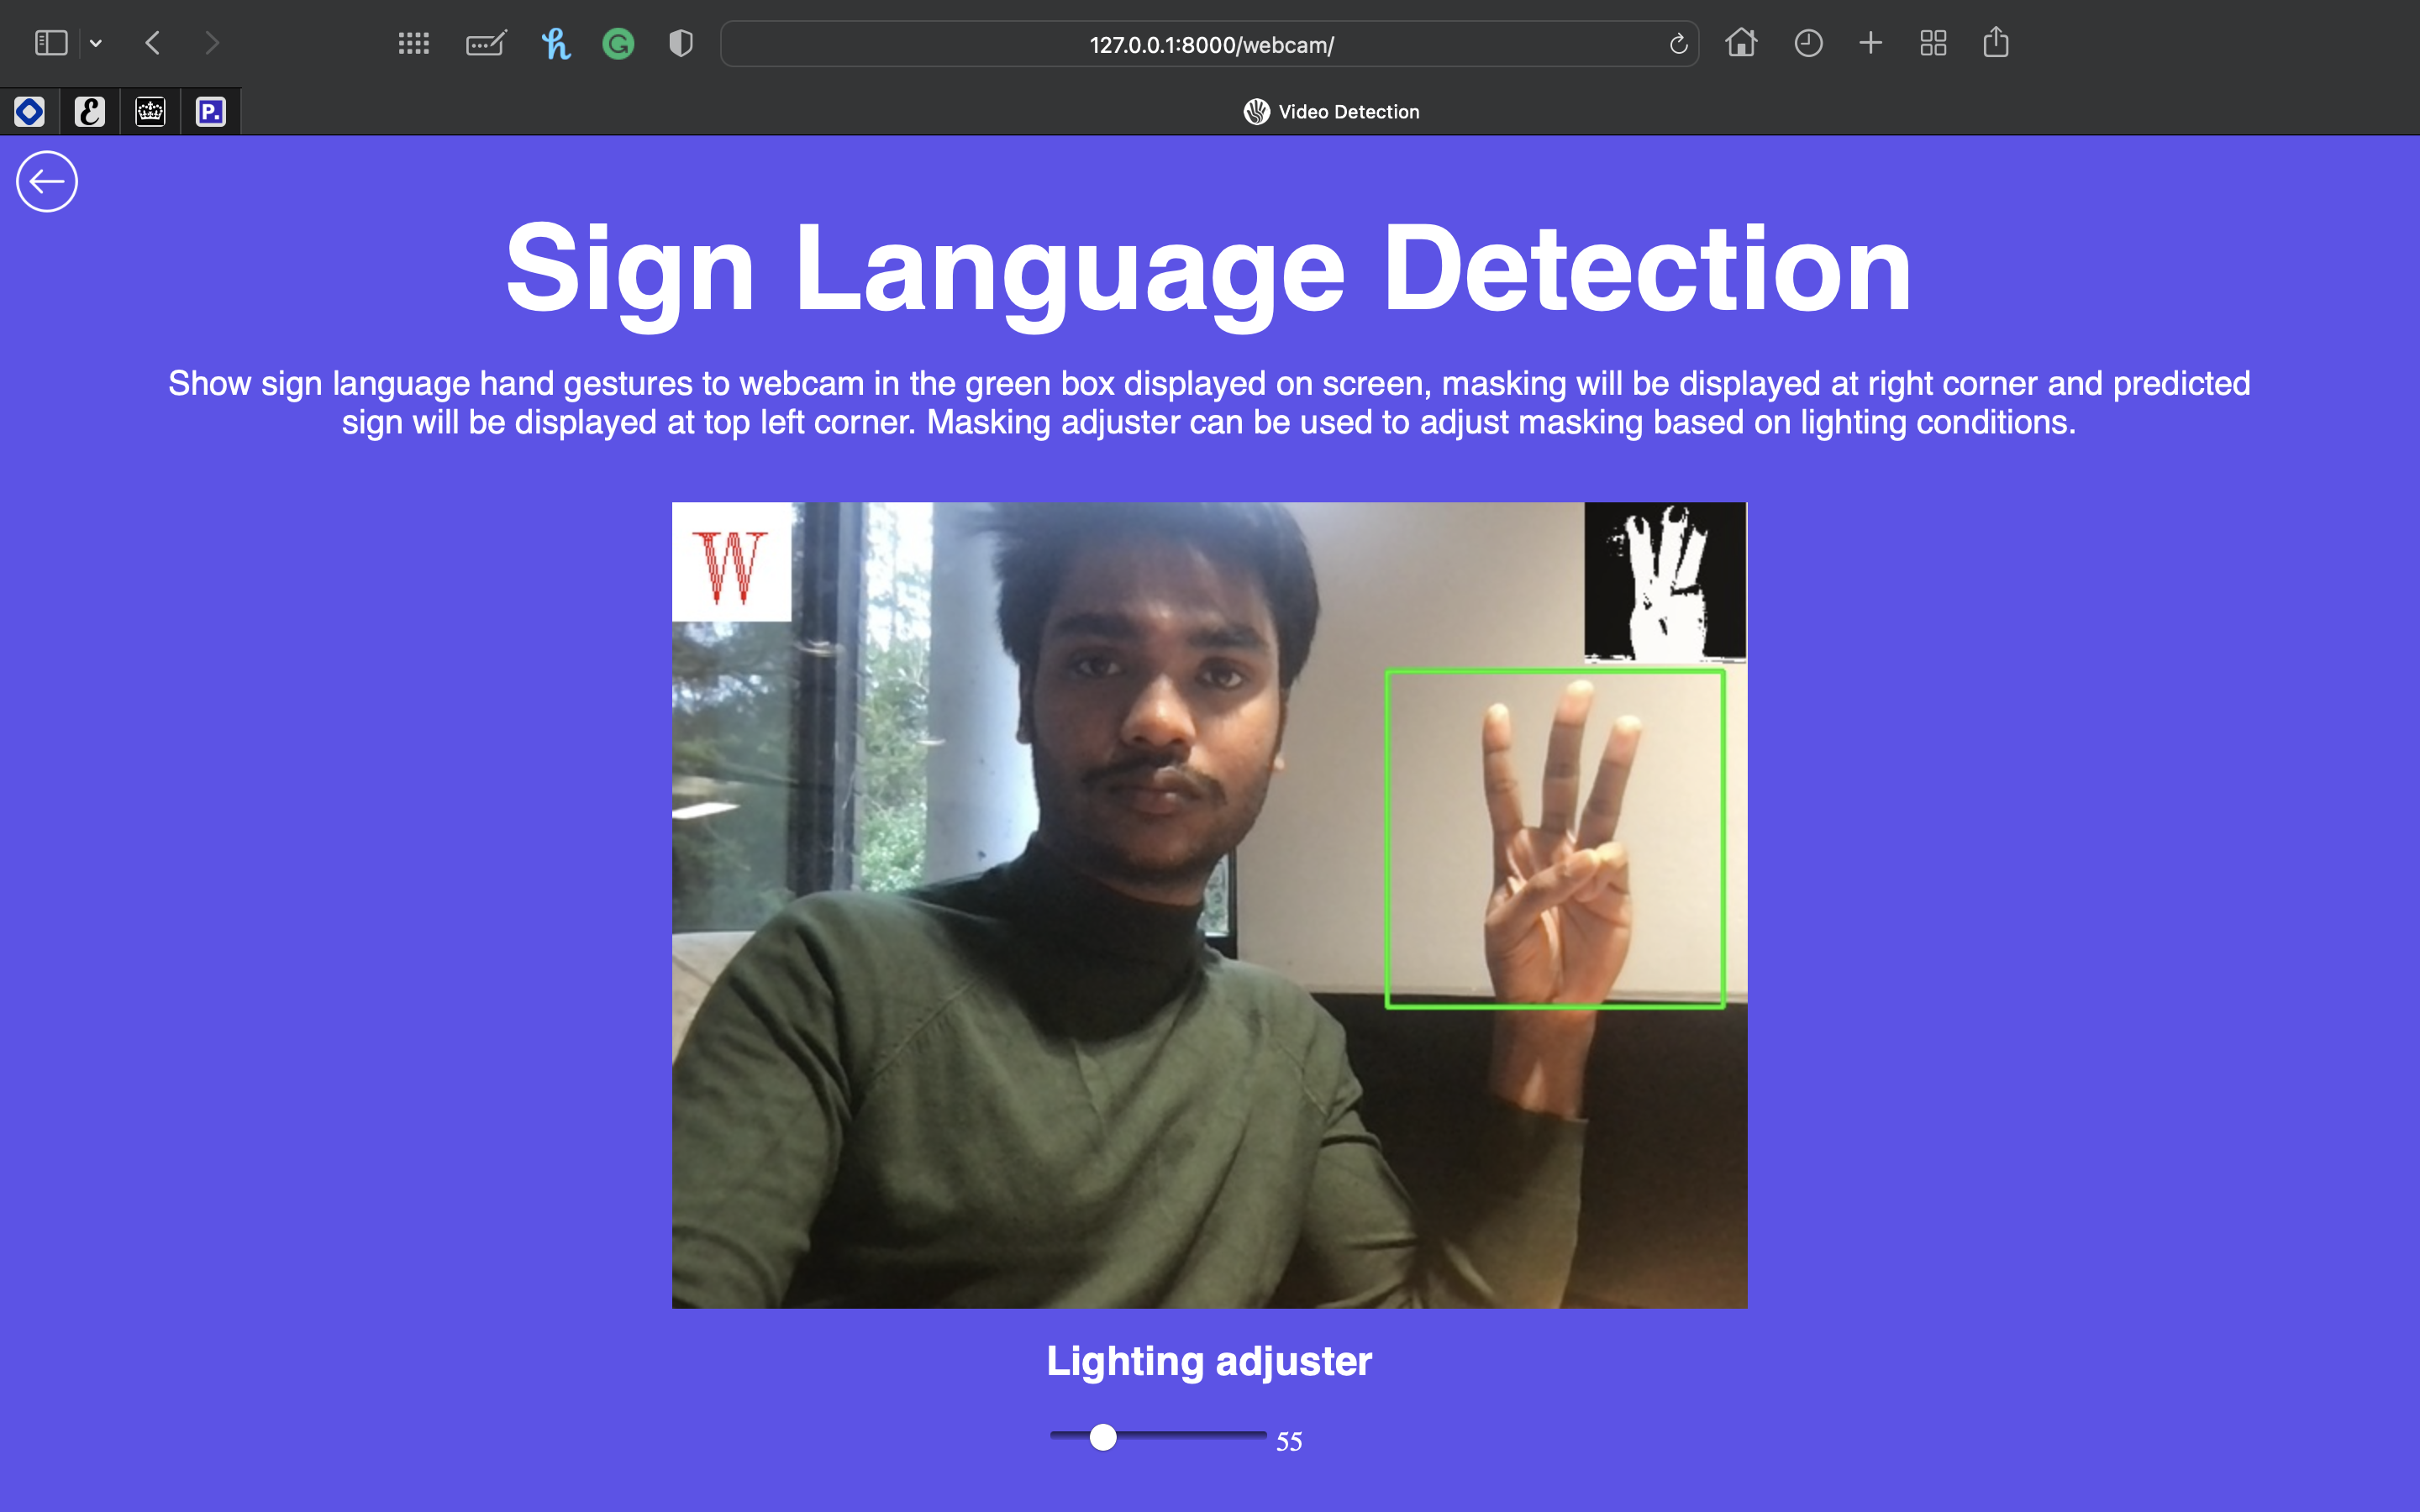 127.0.0.1:8000/webcam/
P.
Video Detection
Sign Language Detection
Show sign language hand gestures to webcam in the green box displayed on screen, masking will be displayed at right corner and predicted
sign will be displayed at top left corner. Masking adjuster can be used to adjust masking based on lighting conditions.
W
Lighting adjuster
55